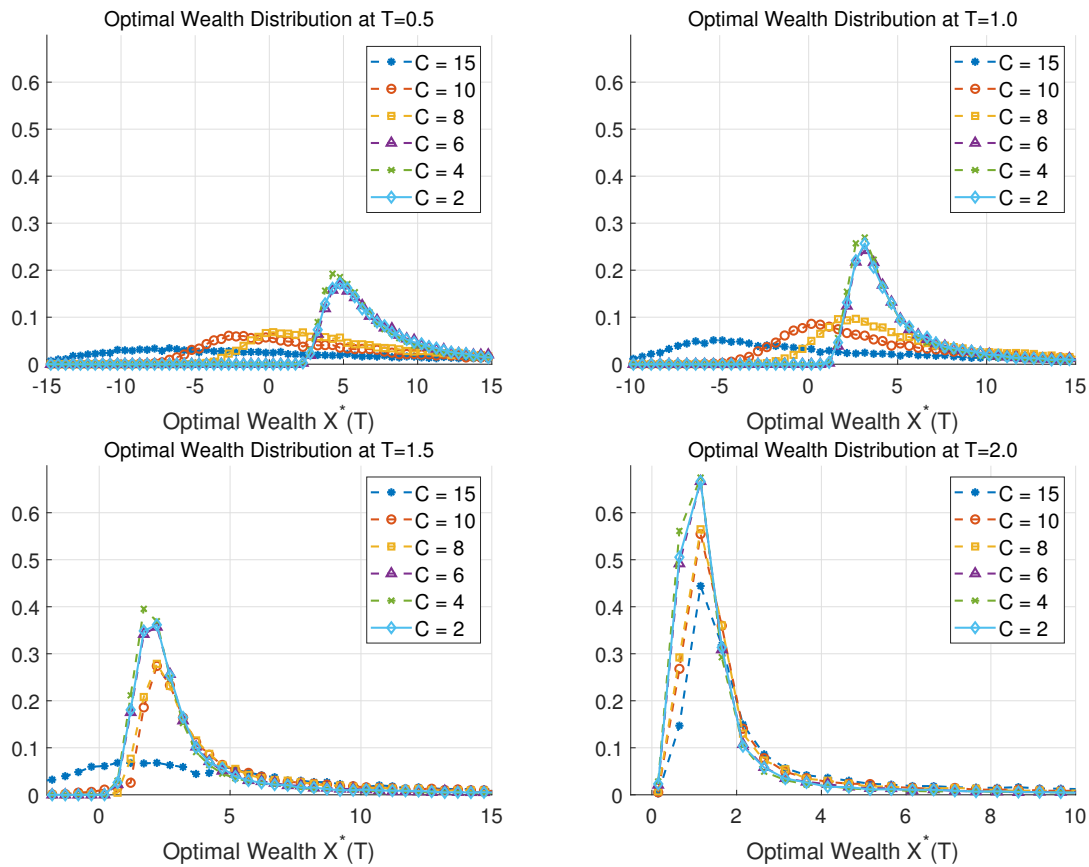 Optimal Wealth Distribution at T=0.5
0.6
0.5
0.4
0.3
0.2
0.1
0
-15 -10 -5 0 5 10 15
Optimal Wealth X*(T)
C = 15
C = 10
C = 8
C = 6
C = 4
C = 2
Optimal Wealth Distribution at T=1.0
0.6
0.5
0.4
0.3
0.2
0.1
0
-10 -5 0 5 10 15
Optimal Wealth X*(T)
C = 15
C = 10
C = 8
C = 6
C = 4
C = 2
Optimal Wealth Distribution at T=1.5
0.6
0.5
0.4
0.3
0.2
0.1
0
0 5 10 15
Optimal Wealth X*(T)
C = 15
C = 10
C = 8
C = 6
C = 4
C = 2
Optimal Wealth Distribution at T=2.0
0.6
0.5
0.4
0.3
0.2
0.1
0
0 2 4 6 8 10
Optimal Wealth X*(T)
C = 15
C = 10
C = 8
C = 6
C = 4
C = 2